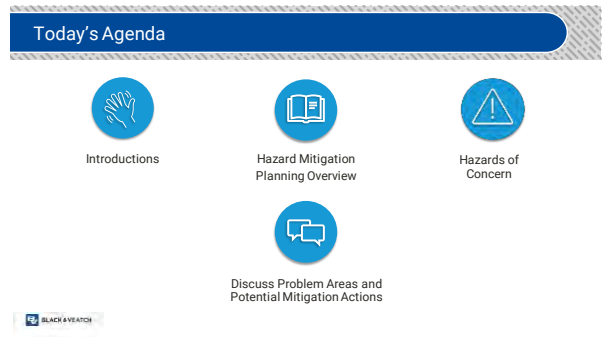 Today's Agenda
Introductions
Hazard Mitigation
Planning Overview
Hazards of
Concern
Discuss Problem Areas and
Potential Mitigation Actions
BLACK & VEATCH